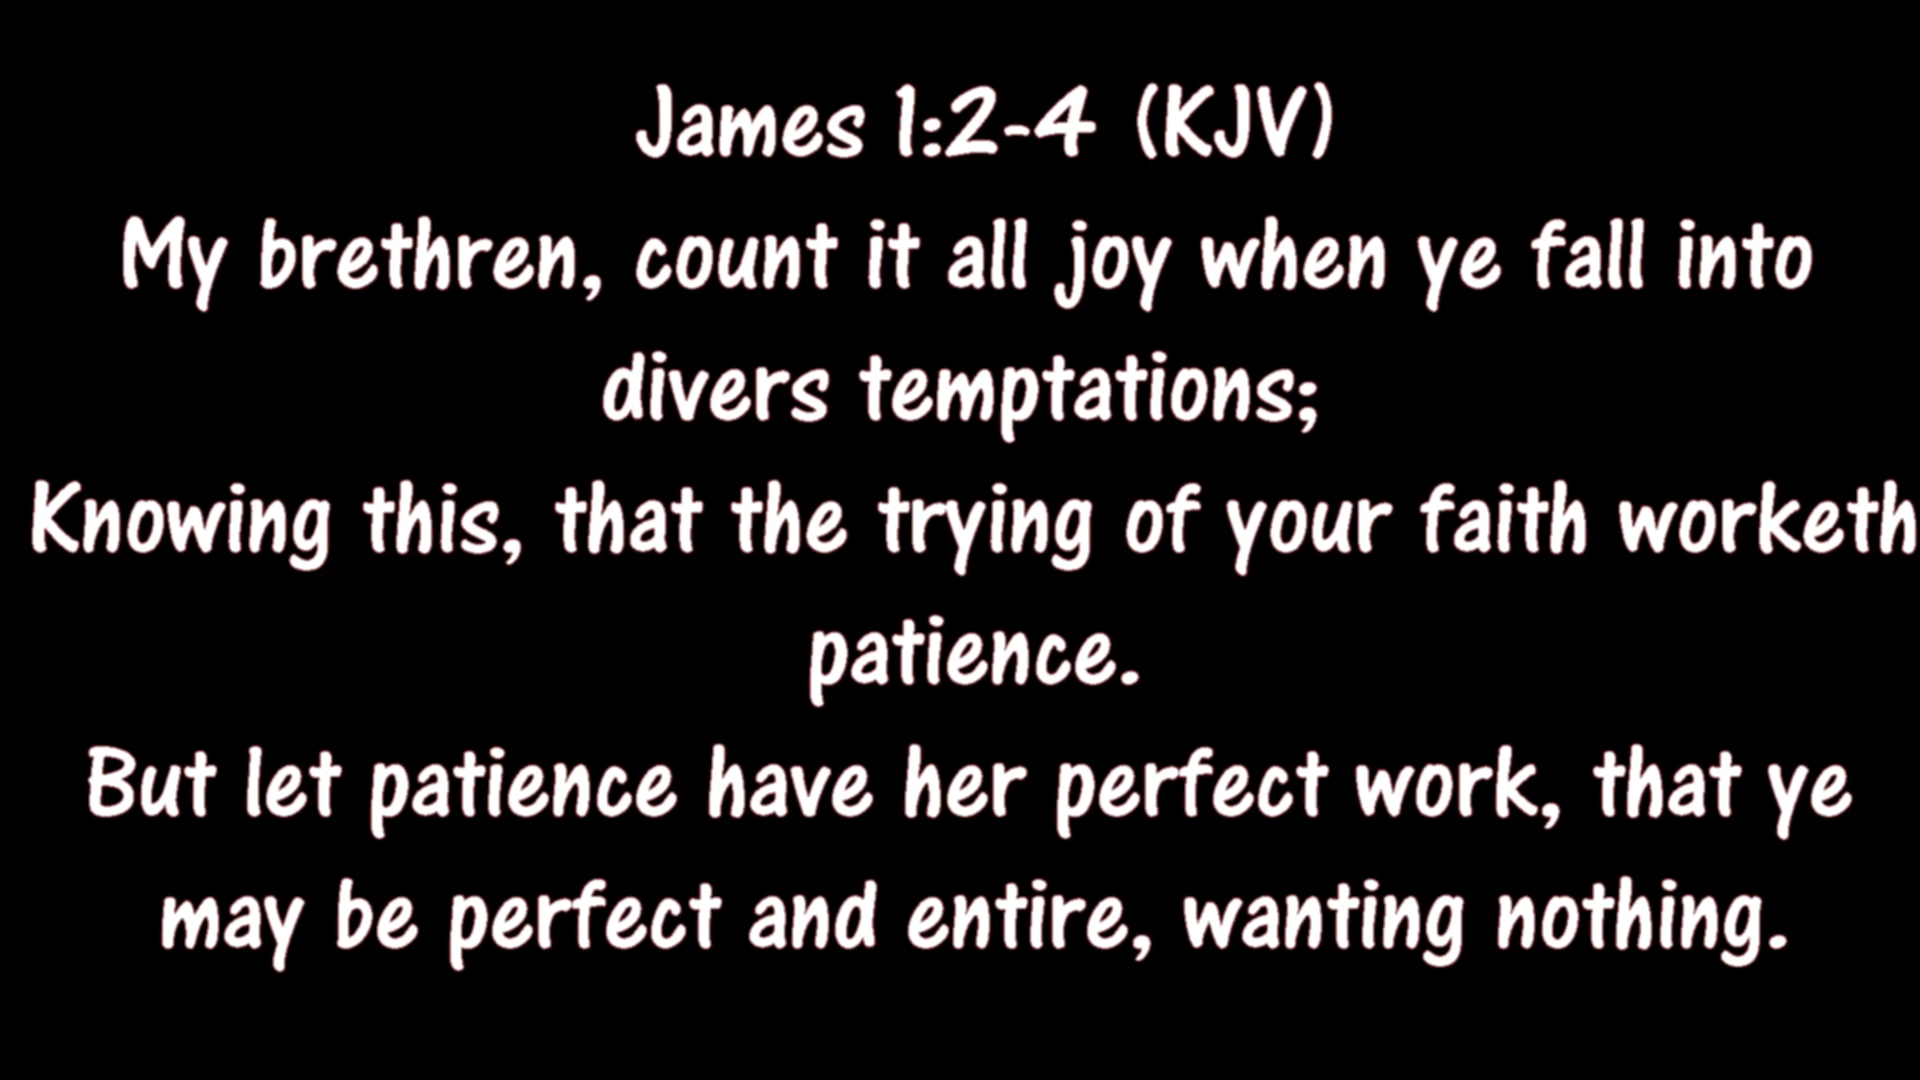 James 1:2-4 (KJV)
My brethren, count it all joy when ye fall into
divers temptations;
Knowing this, that the trying of your faith worketh
patience.
But let patience have her perfect work, that ye
may be perfect and entire, wanting nothing.